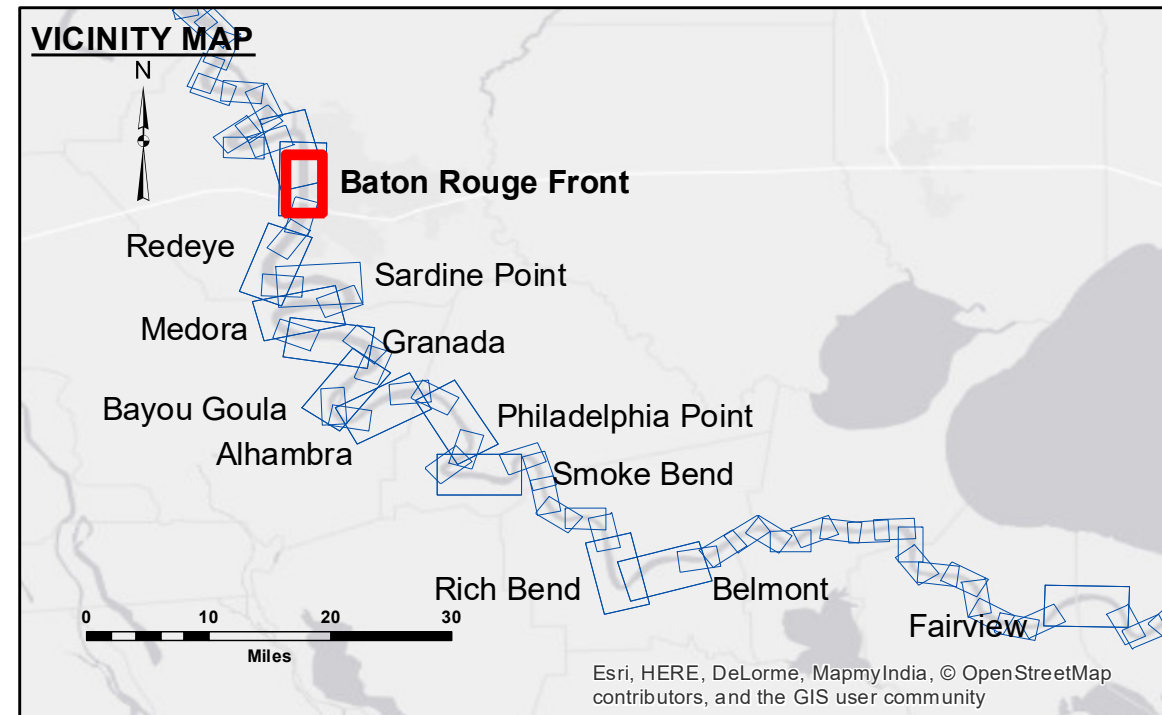 VICINITY MAP
N
Baton Rouge Front
Redeye
Sardine Point
Medora
Granada
Bayou Goula
Philadelphia Point
Alhambra
Smoke Bend
Rich Bend
Belmont
Fairview
0 10 20 30
Miles
Esri, HERE, DeLorme, MapmyIndia, © OpenStreetMap
contributors, and the GIS user community